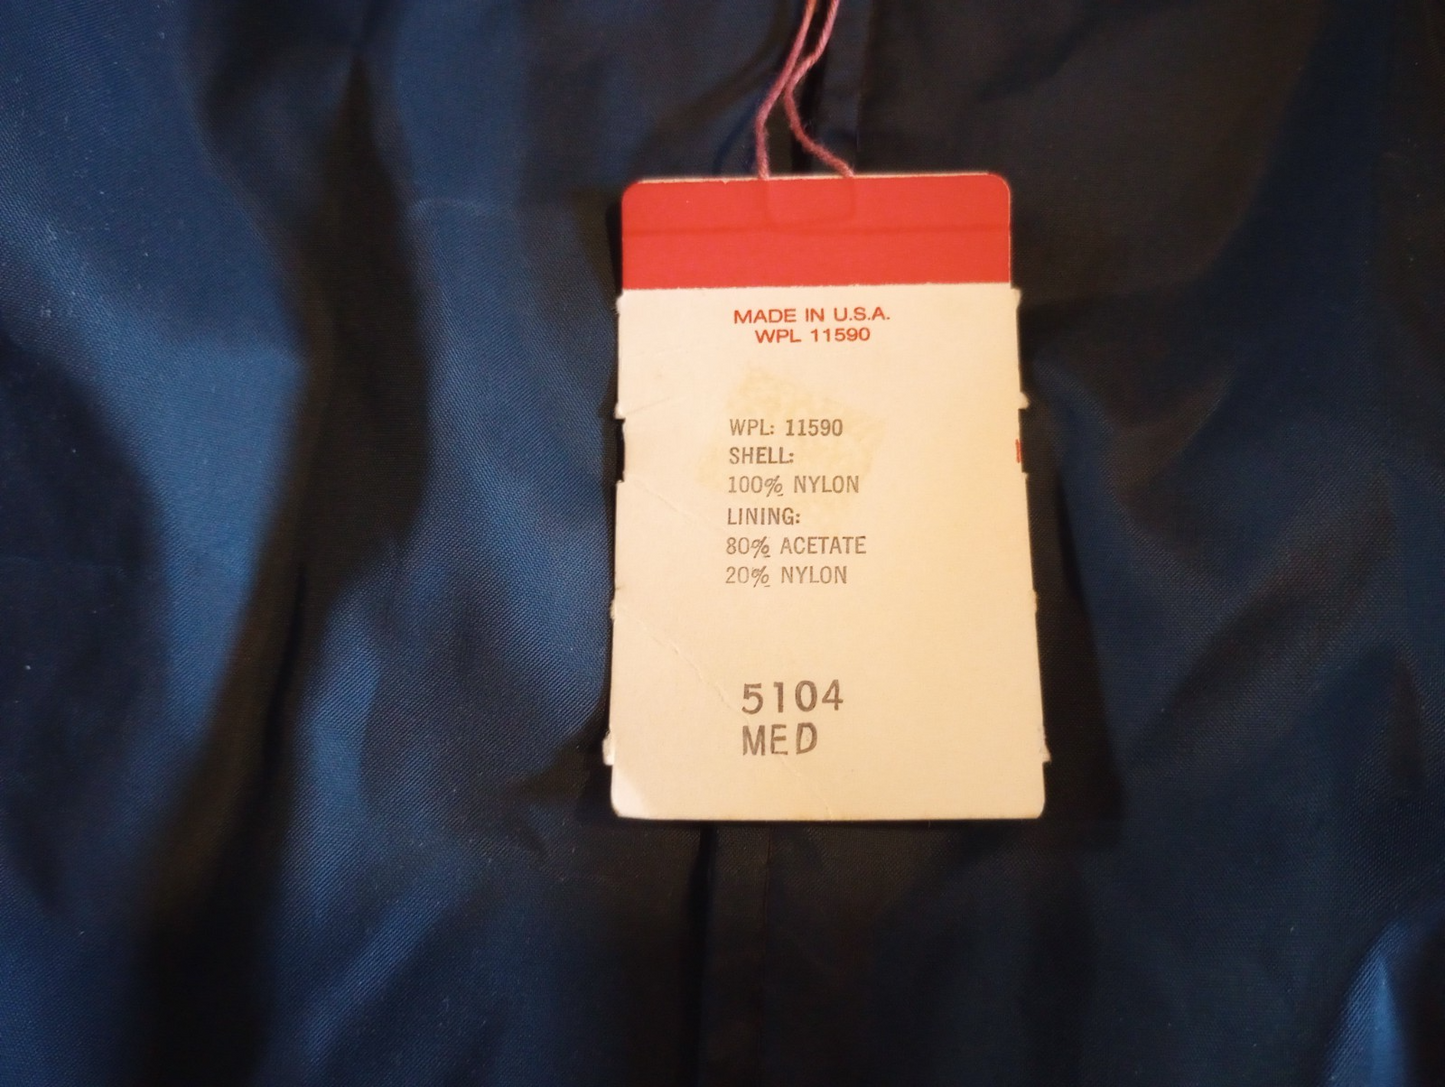 MADE IN U.S.A.
WPL 11590
WPL: 11590
SHELL:
100% NYLON
LINING:
80% ACETATE
20% NYLON
5104
MED